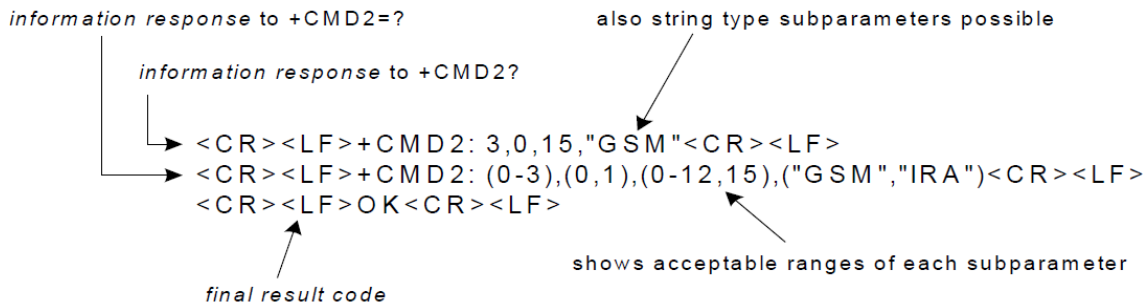 information response to +CMD2=?
also string type subparameters possible
information response to +CMD2?
<CR><LF>+CMD2: 3,0,15,"GSM"<CR><LF>
<CR><LF>+CMD2: (0-3),(0,1),(0-12,15),("GSM","IRA")<CR><LF>
<CR><LF>OK<CR><LF>
shows acceptable ranges of each subparameter
final result code